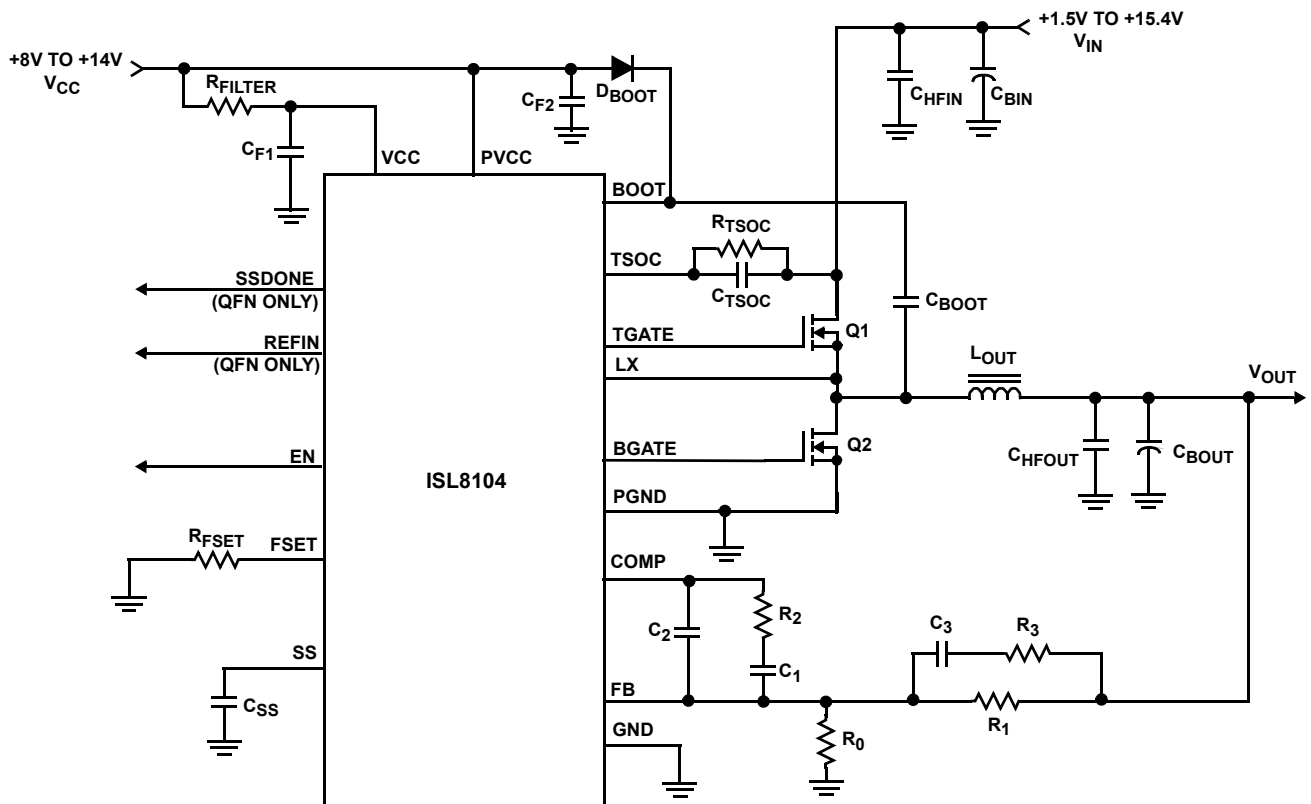 +1.5V TO +15.4V
VIN
+8V TO +14V
VCC
RFILTER
CF1
CF2
DBOOT
CHFIN
CBIN
VCC
PVCC
BOOT
RTSOC
TSOC
CTSOC
CBOOT
SSDONE
(QFN ONLY)
REFIN
(QFN ONLY)
TGATE
Q1
LX
LOUT
VOUT
BGATE
Q2
CHFOUT
CBOUT
EN
ISL8104
PGND
RFSET
FSET
COMP
C2
R2
C1
C3
R3
SS
CSS
FB
R1
GND
R0